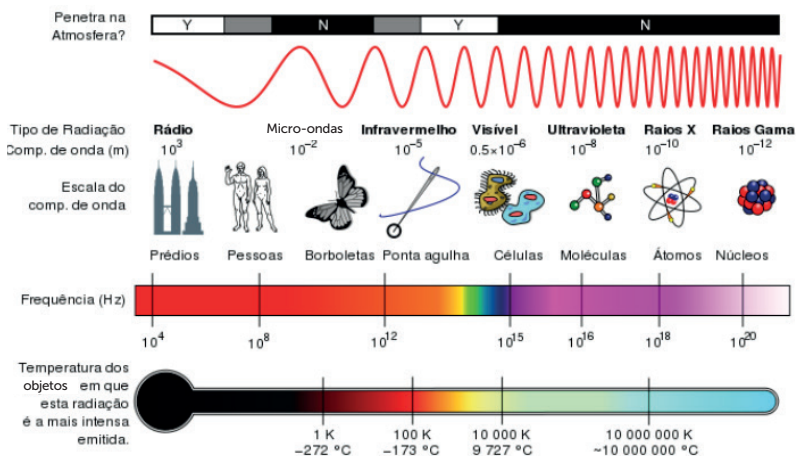 Penetra na
Atmosfera?
Y N Y N
Tipo de Radiação
Rádio Micro-ondas Infravermelho Visível Ultravioleta Raios X Raios Gama
Comp. de onda (m)
10³ 10⁻² 10⁻⁵ 0.5×10⁻⁶ 10⁻⁸ 10⁻¹⁰ 10⁻¹²
Escala do
comp. de onda
Prédios Pessoas Borboletas Ponta agulha Células Moléculas Átomos Núcleos
Frequência (Hz)
10⁴ 10⁸ 10¹² 10¹⁵ 10¹⁶ 10¹⁸ 10²⁰
Temperatura dos
objetos em que
esta radiação
é a mais intensa
emitida.
1 K 100 K 10 000 K 10 000 000 K
−272 °C −173 °C 9 727 °C ~10 000 000 °C